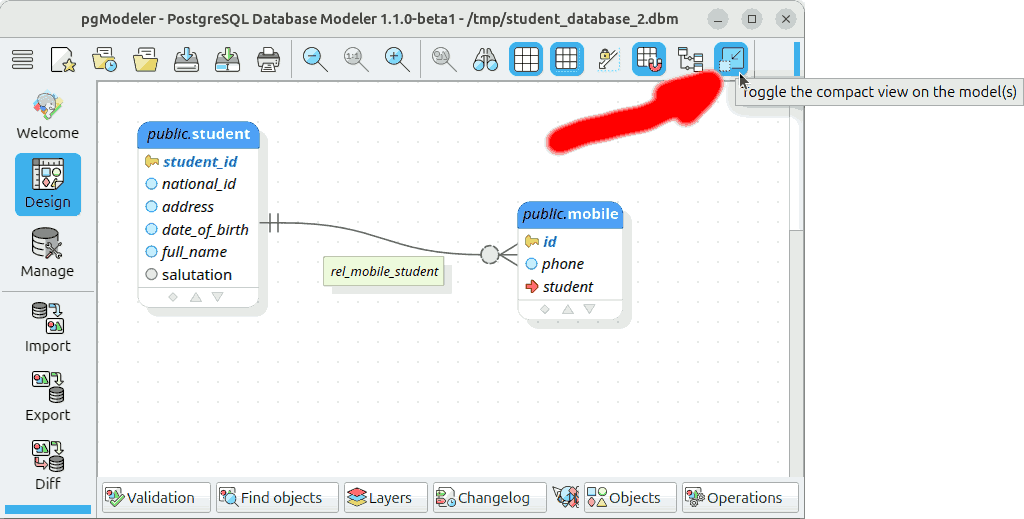 pgModeler - PostgreSQL Database Modeler 1.1.0-beta1 - /tmp/student_database_2.dbm
1:1
Toggle the compact view on the model(s)
Welcome
Design
Manage
Import
Export
Diff
public.student
student_id
national_id
address
date_of_birth
full_name
salutation
rel_mobile_student
public.mobile
id
phone
student
Validation
Find objects
Layers
Changelog
Objects
Operations